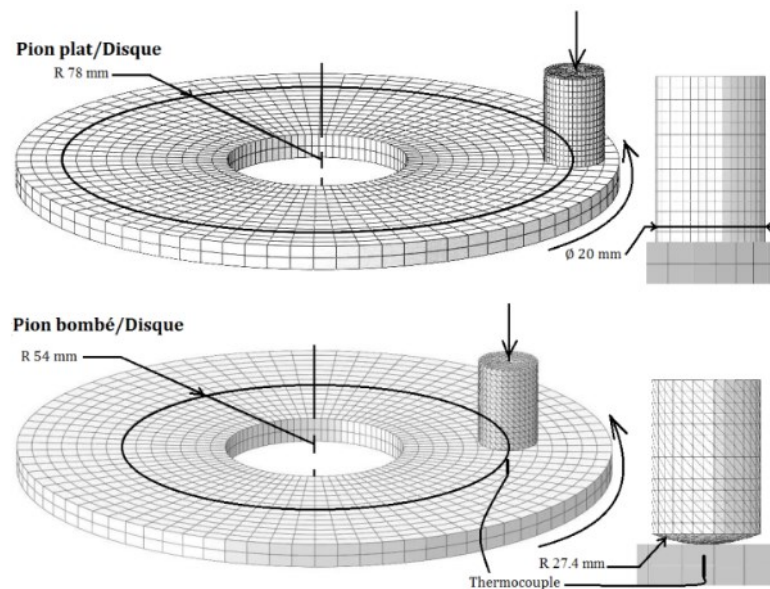 Pion plat/Disque
R 78 mm
Ø 20 mm
Pion bombé/Disque
R 54 mm
R 27.4 mm
Thermocouple